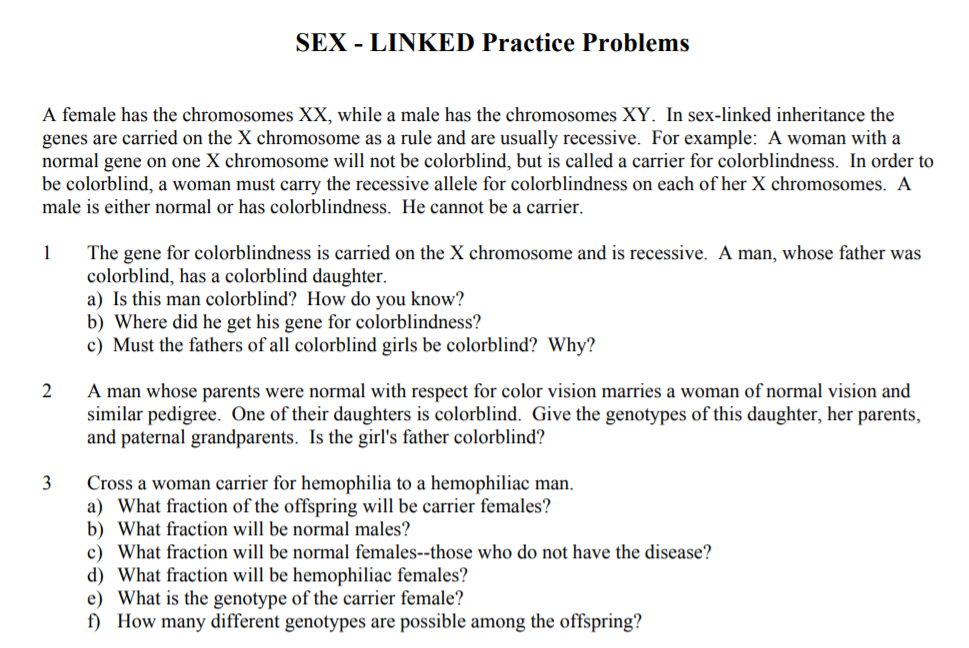 SEX - LINKED Practice Problems
A female has the chromosomes XX, while a male has the chromosomes XY. In sex-linked inheritance the
genes are carried on the X chromosome as a rule and are usually recessive. For example: A woman with a
normal gene on one X chromosome will not be colorblind, but is called a carrier for colorblindness. In order to
be colorblind, a woman must carry the recessive allele for colorblindness on each of her X chromosomes. A
male is either normal or has colorblindness. He cannot be a carrier.
1 The gene for colorblindness is carried on the X chromosome and is recessive. A man, whose father was
colorblind, has a colorblind daughter.
a) Is this man colorblind? How do you know?
b) Where did he get his gene for colorblindness?
c) Must the fathers of all colorblind girls be colorblind? Why?
2 A man whose parents were normal with respect for color vision marries a woman of normal vision and
similar pedigree. One of their daughters is colorblind. Give the genotypes of this daughter, her parents,
and paternal grandparents. Is the girl's father colorblind?
3 Cross a woman carrier for hemophilia to a hemophiliac man.
a) What fraction of the offspring will be carrier females?
b) What fraction will be normal males?
c) What fraction will be normal females--those who do not have the disease?
d) What fraction will be hemophiliac females?
e) What is the genotype of the carrier female?
f) How many different genotypes are possible among the offspring?